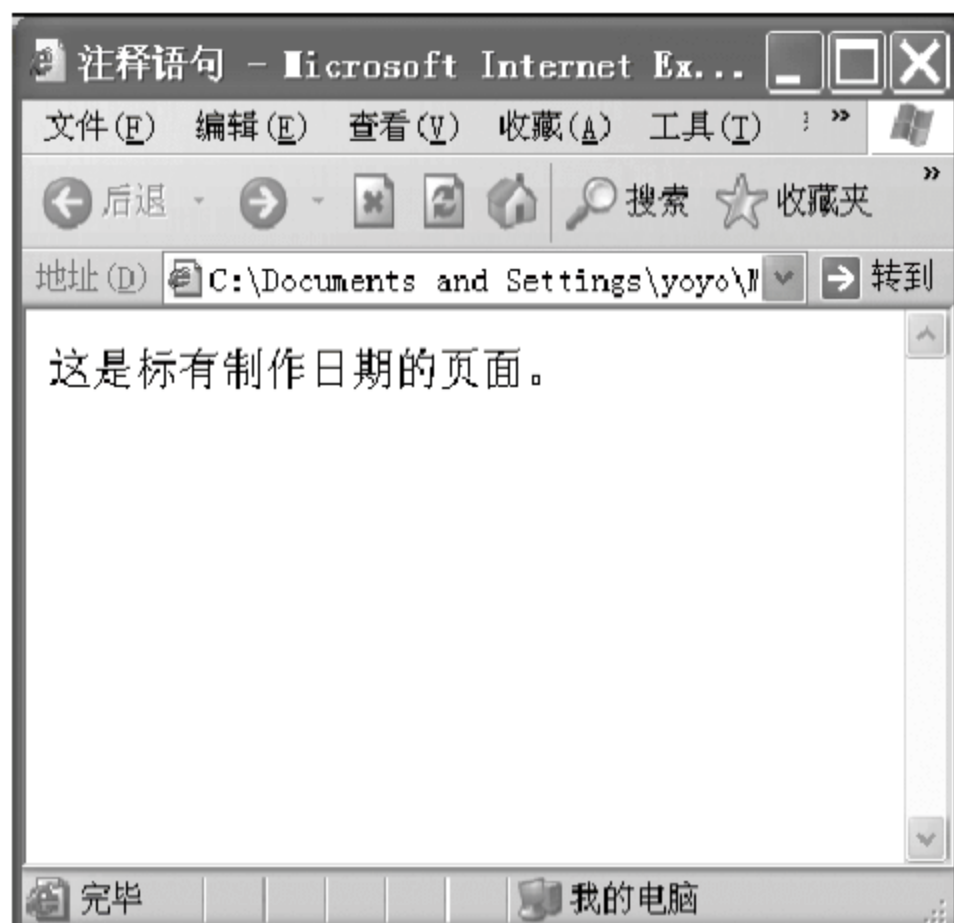 注释语句 - Microsoft Internet Ex...
文件(F) 编辑(E) 查看(V) 收藏(A) 工具(T) »
后退 搜索 收藏夹 »
地址(D) C:\Documents and Settings\yoyo\ 转到
这是标有制作日期的页面。
完毕 我的电脑